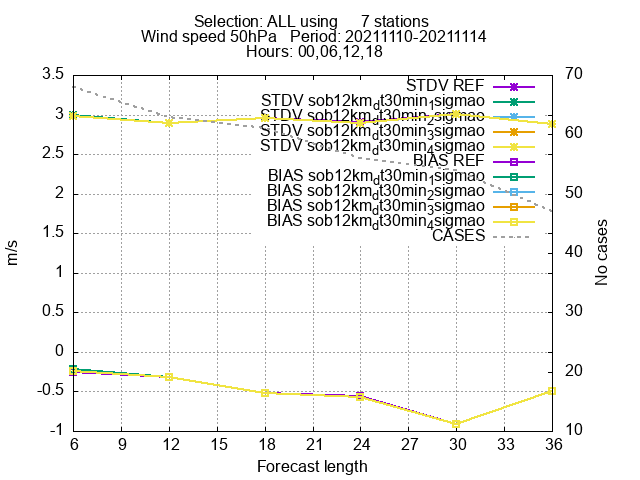 Selection: ALL using 7 stations
Wind speed 50hPa Period: 20211110-20211114
Hours: 00,06,12,18
3.5
3
2.5
2
1.5
1
0.5
0
-0.5
-1
70
60
50
40
30
20
10
6 9 12 15 18 21 24 27 30 33 36
m/s
No cases
Forecast length
STDV REF
STDV sob12km_dt30min_1sigmao
STDV sob12km_dt30min_2sigmao
STDV sob12km_dt30min_3sigmao
STDV sob12km_dt30min_4sigmao
BIAS REF
BIAS sob12km_dt30min_1sigmao
BIAS sob12km_dt30min_2sigmao
BIAS sob12km_dt30min_3sigmao
BIAS sob12km_dt30min_4sigmao
CASES